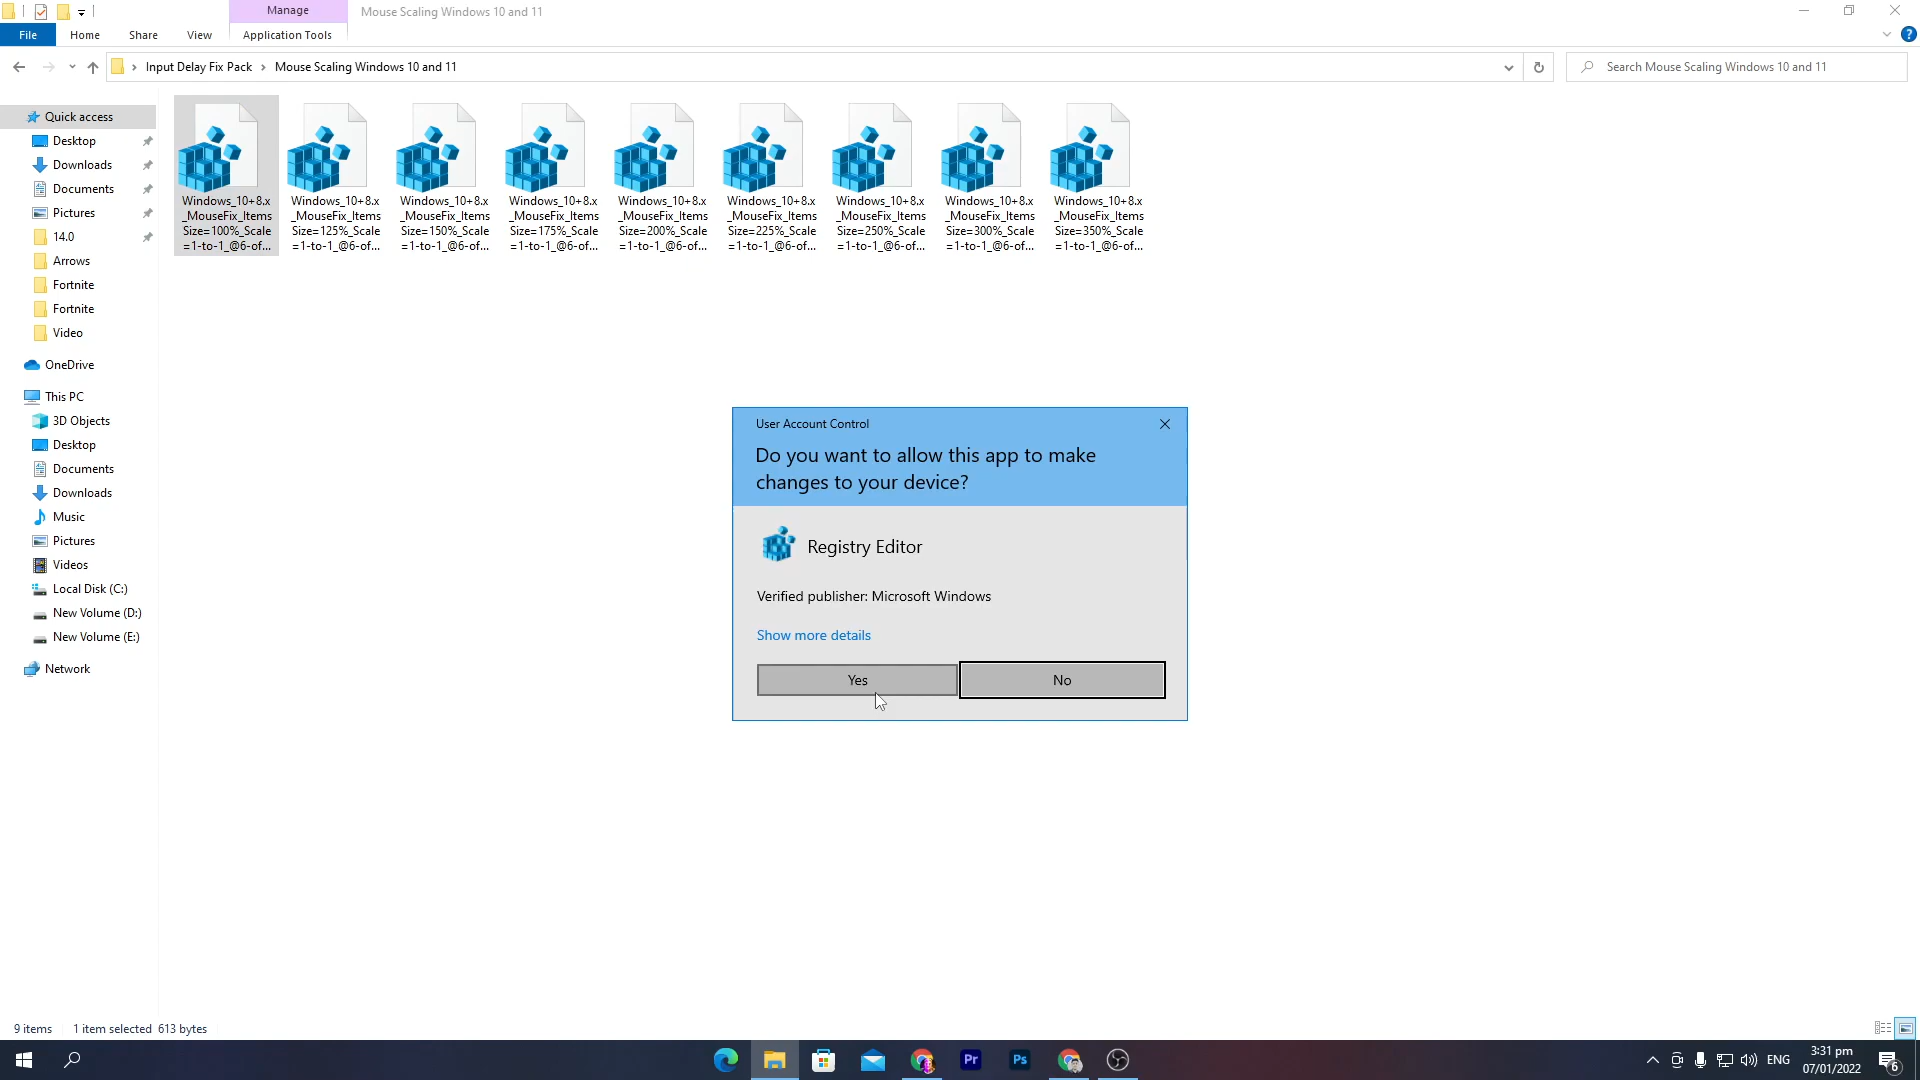 Manage
Mouse Scaling Windows 10 and 11
File
Home
Share
View
Application Tools
Input Delay Fix Pack
Mouse Scaling Windows 10 and 11
Search Mouse Scaling Windows 10 and 11
Quick access
Desktop
Downloads
Documents
Pictures
14.0
Arrows
Fortnite
Fortnite
Video
OneDrive
This PC
3D Objects
Desktop
Documents
Downloads
Music
Pictures
Videos
Local Disk (C:)
New Volume (D:)
New Volume (E:)
Network
Windows_10+8.x
_MouseFix_Items
Size=100%_Scale
=1-to-1_@6-of...
Windows_10+8.x
_MouseFix_Items
Size=125%_Scale
=1-to-1_@6-of...
Windows_10+8.x
_MouseFix_Items
Size=150%_Scale
=1-to-1_@6-of...
Windows_10+8.x
_MouseFix_Items
Size=175%_Scale
=1-to-1_@6-of...
Windows_10+8.x
_MouseFix_Items
Size=200%_Scale
=1-to-1_@6-of...
Windows_10+8.x
_MouseFix_Items
Size=225%_Scale
=1-to-1_@6-of...
Windows_10+8.x
_MouseFix_Items
Size=250%_Scale
=1-to-1_@6-of...
Windows_10+8.x
_MouseFix_Items
Size=300%_Scale
=1-to-1_@6-of...
Windows_10+8.x
_MouseFix_Items
Size=350%_Scale
=1-to-1_@6-of...
User Account Control
Do you want to allow this app to make
changes to your device?
Registry Editor
Verified publisher: Microsoft Windows
Show more details
Yes
No
9 items
1 item selected 613 bytes
Pr
Ps
ENG
3:31 pm
07/01/2022
6